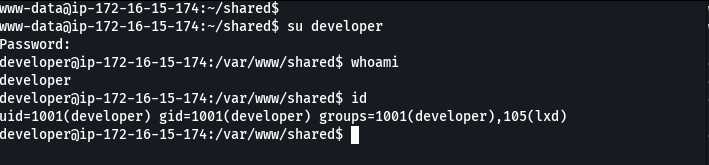 www-data@ip-172-16-15-174:~/shared$
www-data@ip-172-16-15-174:~/shared$ su developer
Password:
developer@ip-172-16-15-174:/var/www/shared$ whoami
developer
developer@ip-172-16-15-174:/var/www/shared$ id
uid=1001(developer) gid=1001(developer) groups=1001(developer),105(lxd)
developer@ip-172-16-15-174:/var/www/shared$